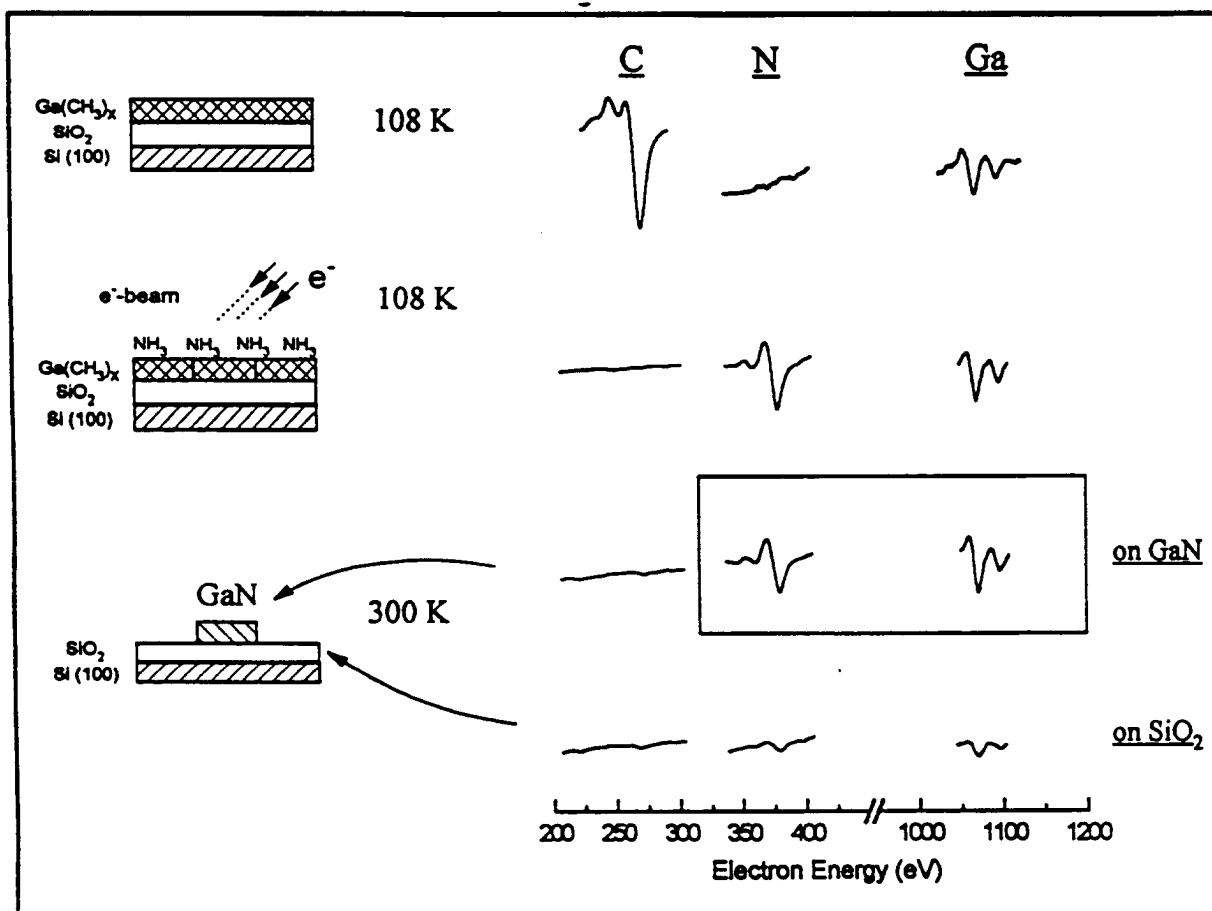 C N Ga
Ga(CH₃)ₓ
SiO₂
Si (100)
108 K
e⁻-beam
e⁻
108 K
NH₃ NH₃ NH₃ NH₃
Ga(CH₃)ₓ
SiO₂
Si (100)
on GaN
GaN
300 K
SiO₂
Si (100)
on SiO₂
200 250 300 350 400 1000 1100 1200
Electron Energy (eV)